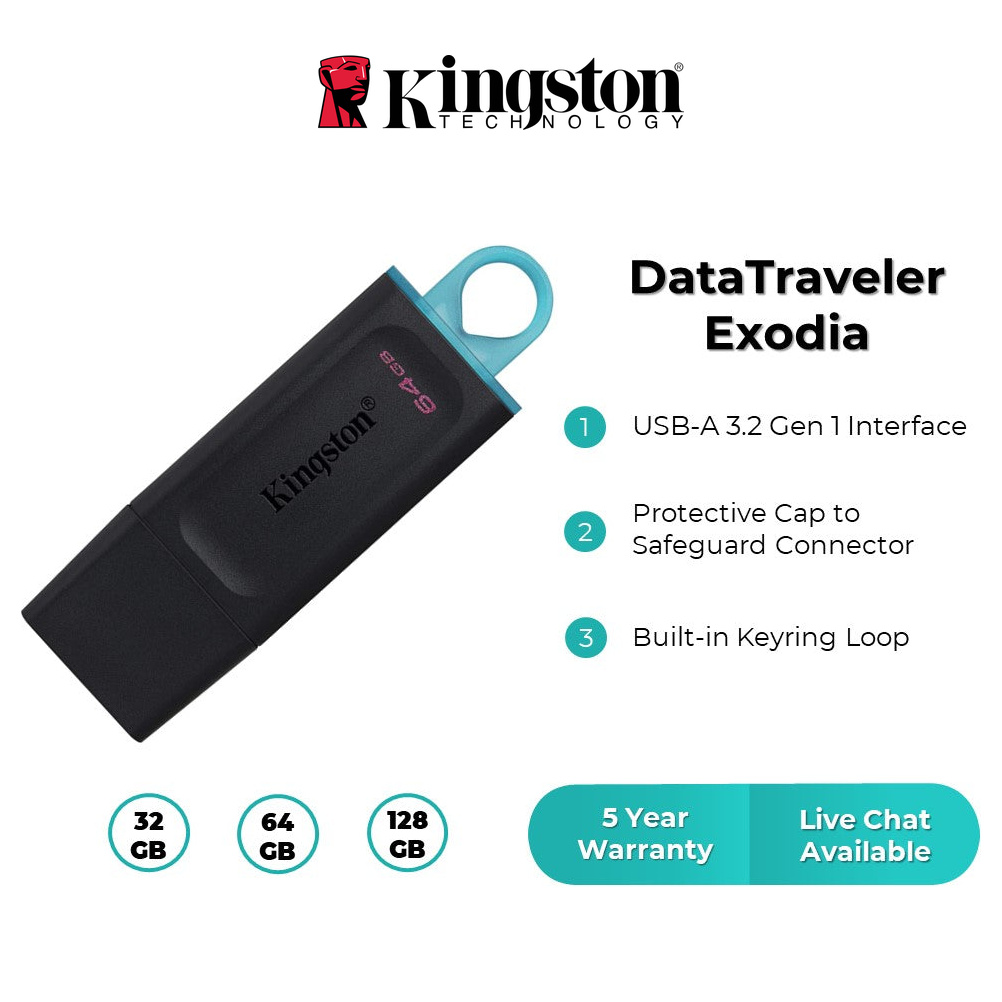 Kingston®
TECHNOLOGY
DataTraveler
Exodia
64GB
Kingston®
1 USB-A 3.2 Gen 1 Interface
2 Protective Cap to
Safeguard Connector
3 Built-in Keyring Loop
32
GB
64
GB
128
GB
5 Year
Warranty
Live Chat
Available